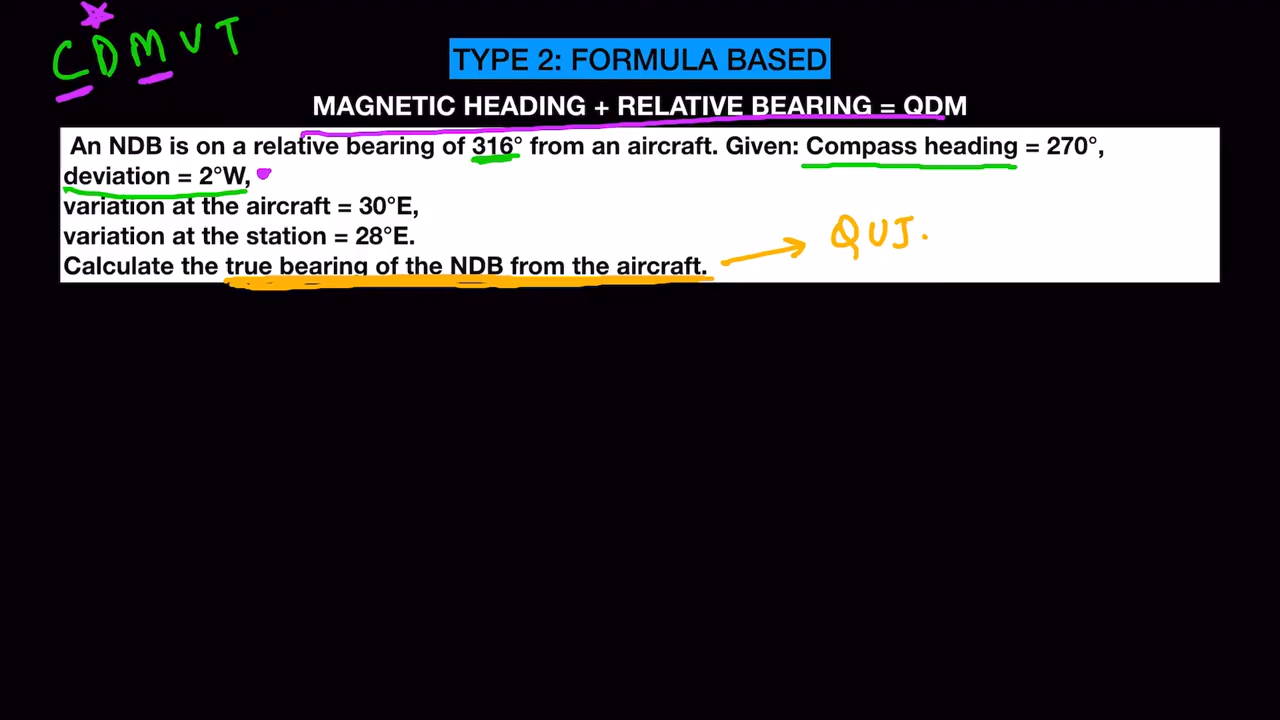 CDMVT
TYPE 2: FORMULA BASED
MAGNETIC HEADING + RELATIVE BEARING = QDM
An NDB is on a relative bearing of 316° from an aircraft. Given: Compass heading = 270°,
deviation = 2°W,
variation at the aircraft = 30°E,
variation at the station = 28°E.
Calculate the true bearing of the NDB from the aircraft.
QUJ.